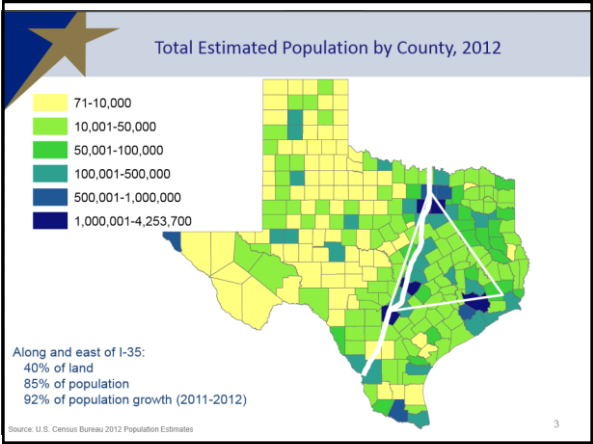 Total Estimated Population by County, 2012
71-10,000
10,001-50,000
50,001-100,000
100,001-500,000
500,001-1,000,000
1,000,001-4,253,700
Along and east of I-35:
40% of land
85% of population
92% of population growth (2011-2012)
Source: U.S. Census Bureau 2012 Population Estimates
3